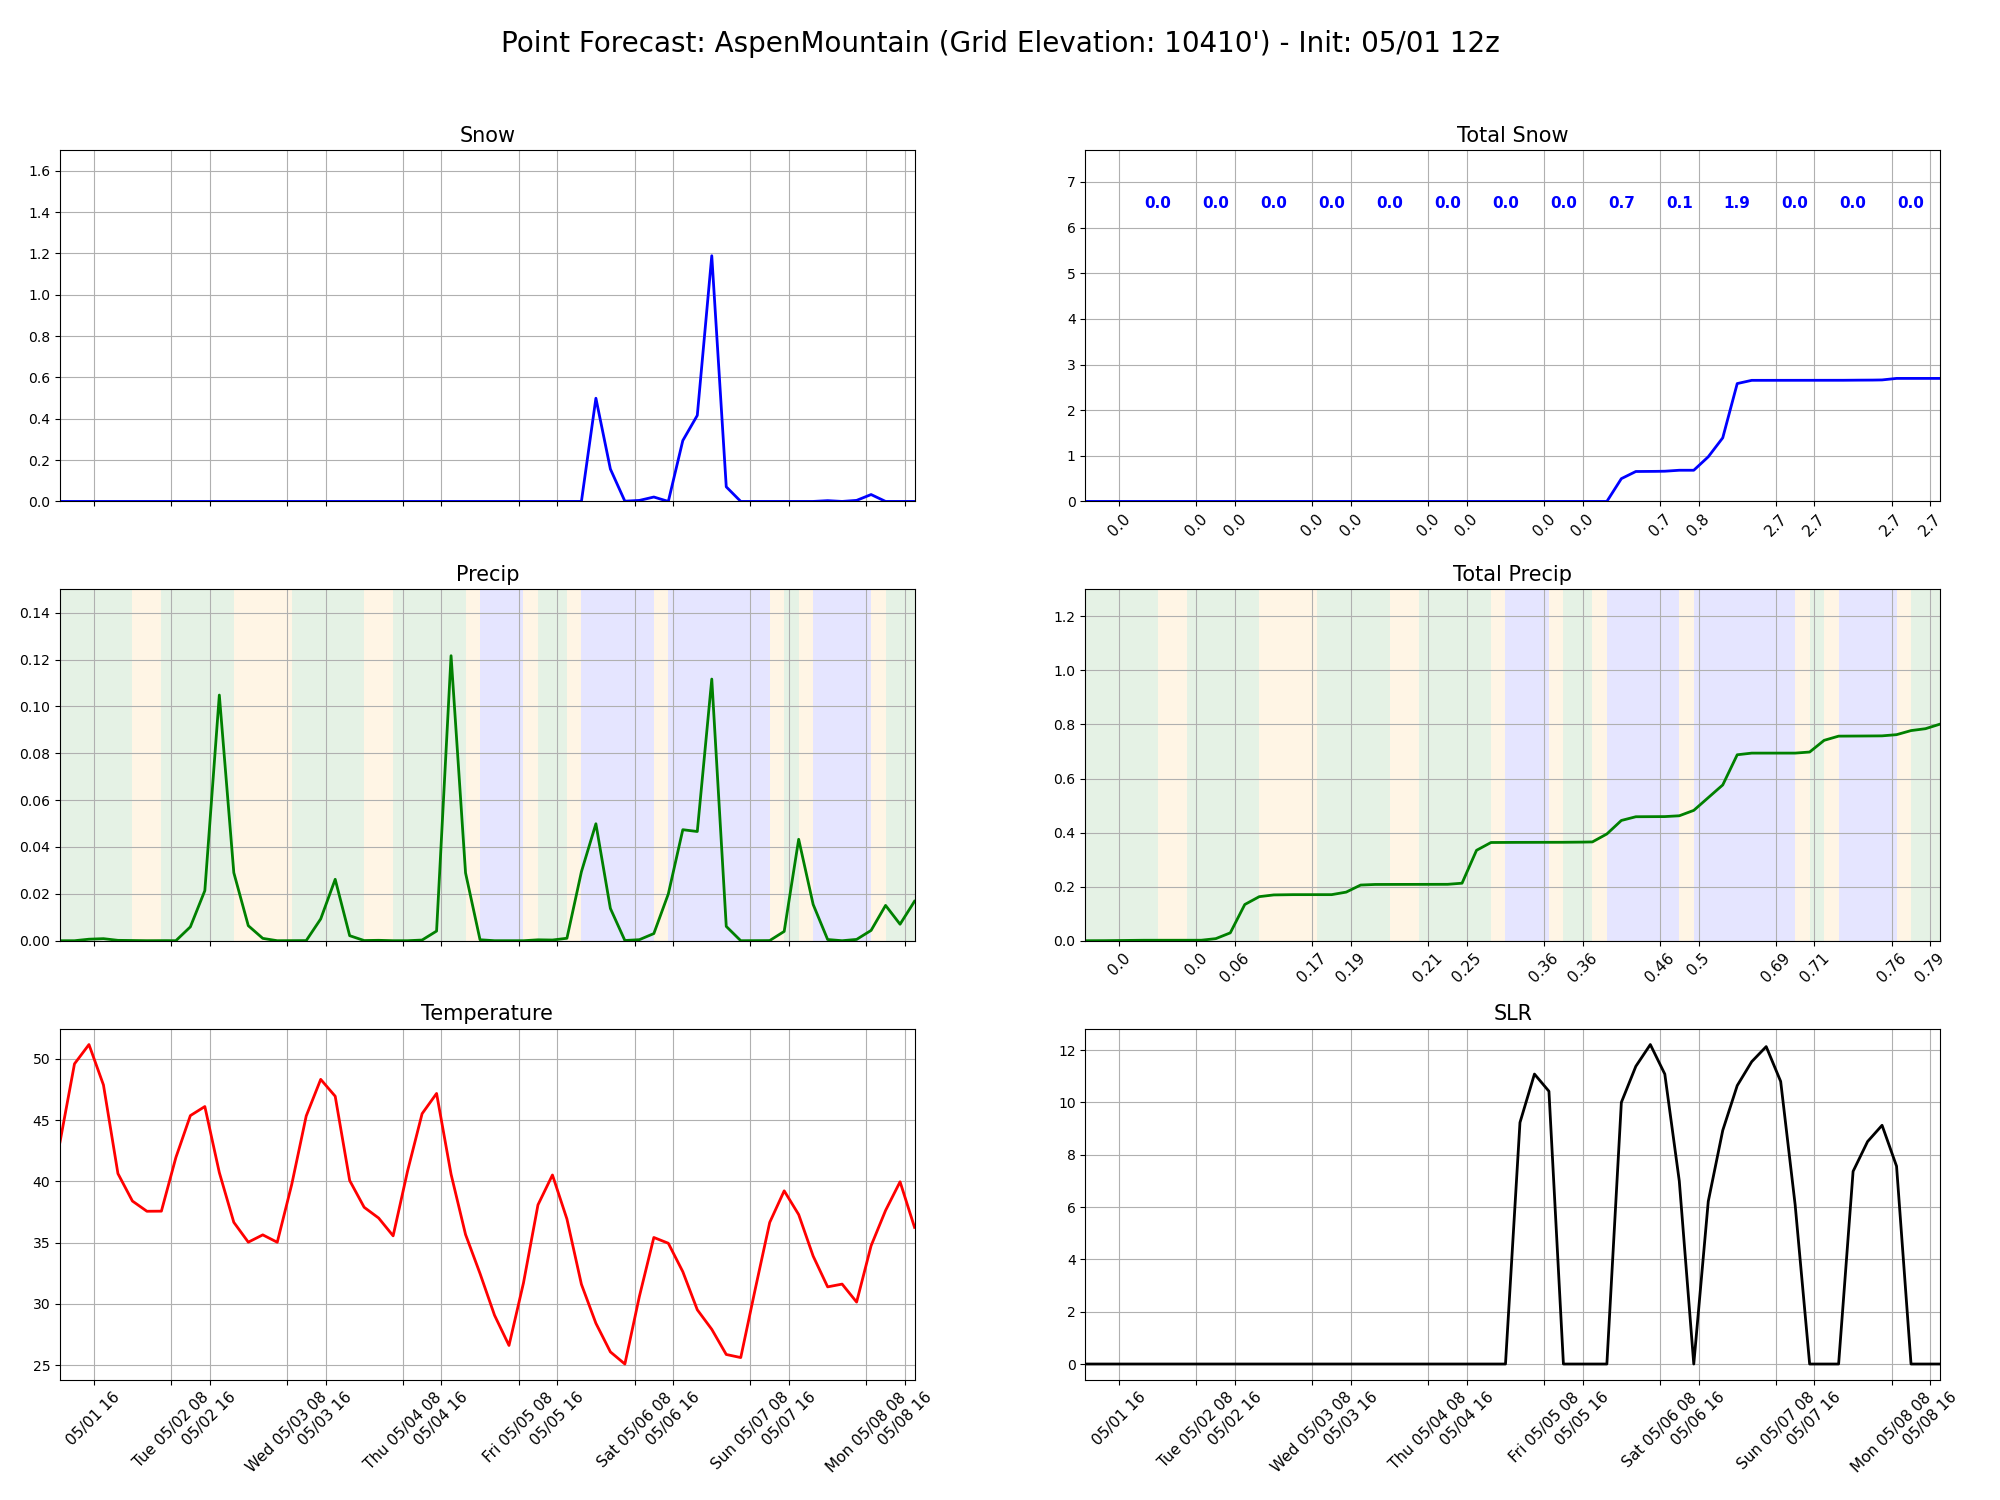 Point Forecast: AspenMountain (Grid Elevation: 10410') - Init: 05/01 12z
Snow
1.6
1.4
1.2
1.0
0.8
0.6
0.4
0.2
0.0
Total Snow
7
6
5
4
3
2
1
0
0.0 0.0 0.0 0.0 0.0 0.0 0.0 0.0 0.7 0.1 1.9 0.0 0.0 0.0
0.0 0.0 0.0 0.0 0.0 0.0 0.0 0.0 0.0 0.7 0.8 2.7 2.7 2.7 2.7
Precip
0.14
0.12
0.10
0.08
0.06
0.04
0.02
0.00
Total Precip
1.2
1.0
0.8
0.6
0.4
0.2
0.0
0.0 0.0 0.06 0.17 0.19 0.21 0.25 0.36 0.36 0.46 0.5 0.69 0.71 0.76 0.79
Temperature
50
45
40
35
30
25
05/01 16
Tue 05/02 08
05/02 16
Wed 05/03 08
05/03 16
Thu 05/04 08
05/04 16
Fri 05/05 08
05/05 16
Sat 05/06 08
05/06 16
Sun 05/07 08
05/07 16
Mon 05/08 08
05/08 16
SLR
12
10
8
6
4
2
0
05/01 16
Tue 05/02 08
05/02 16
Wed 05/03 08
05/03 16
Thu 05/04 08
05/04 16
Fri 05/05 08
05/05 16
Sat 05/06 08
05/06 16
Sun 05/07 08
05/07 16
Mon 05/08 08
05/08 16